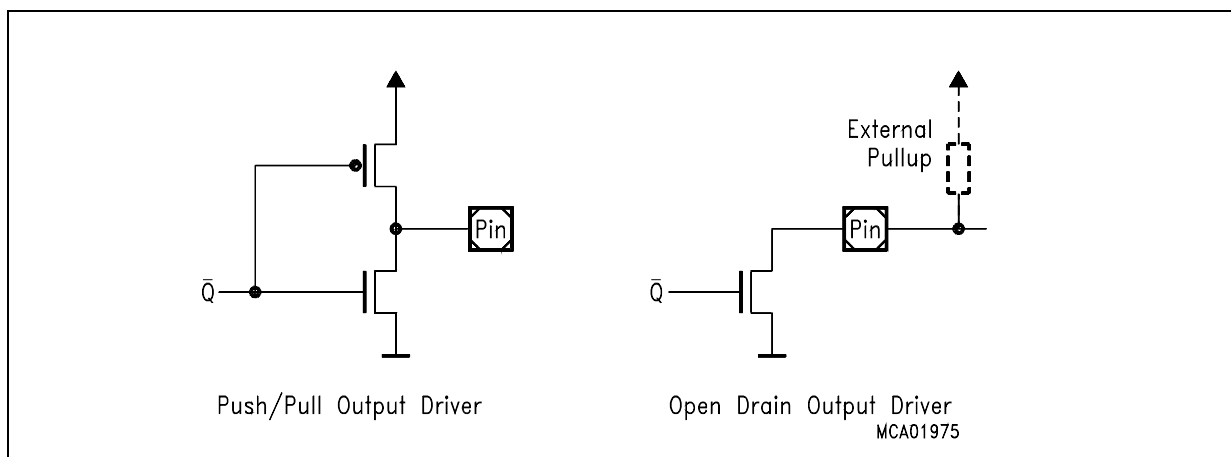 External
Pullup
Pin
Pin
Q̄
Q̄
Push/Pull Output Driver
Open Drain Output Driver
MCA01975